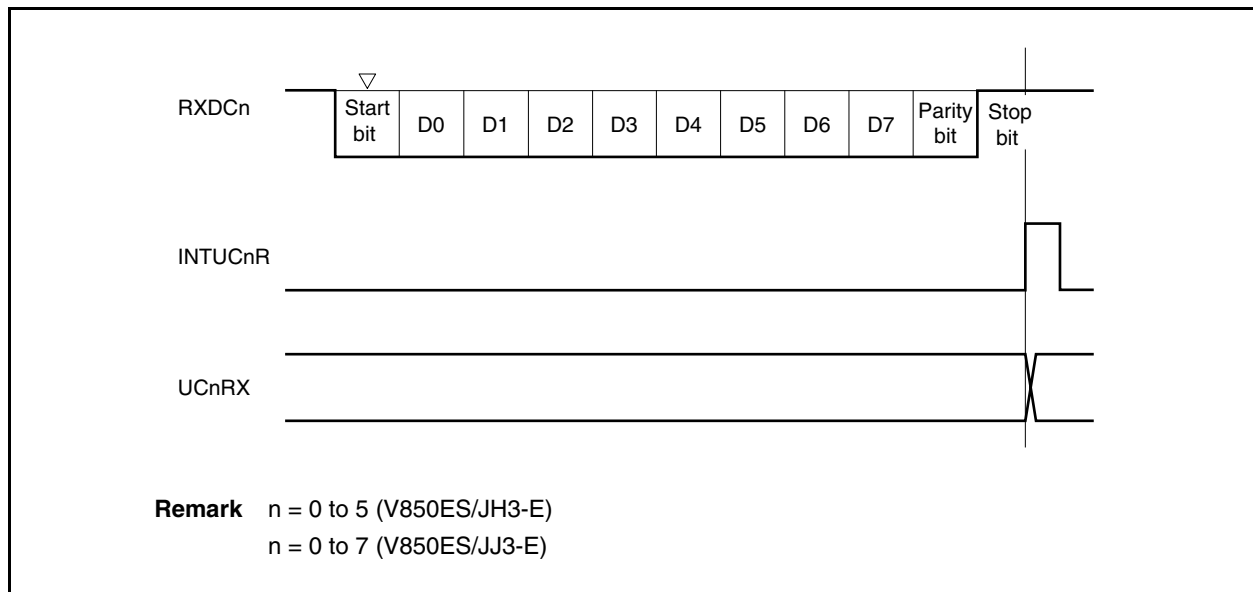 RXDCn
Start bit
D0
D1
D2
D3
D4
D5
D6
D7
Parity bit
Stop bit
INTUCnR
UCnRX
Remark n = 0 to 5 (V850ES/JH3-E)
n = 0 to 7 (V850ES/JJ3-E)